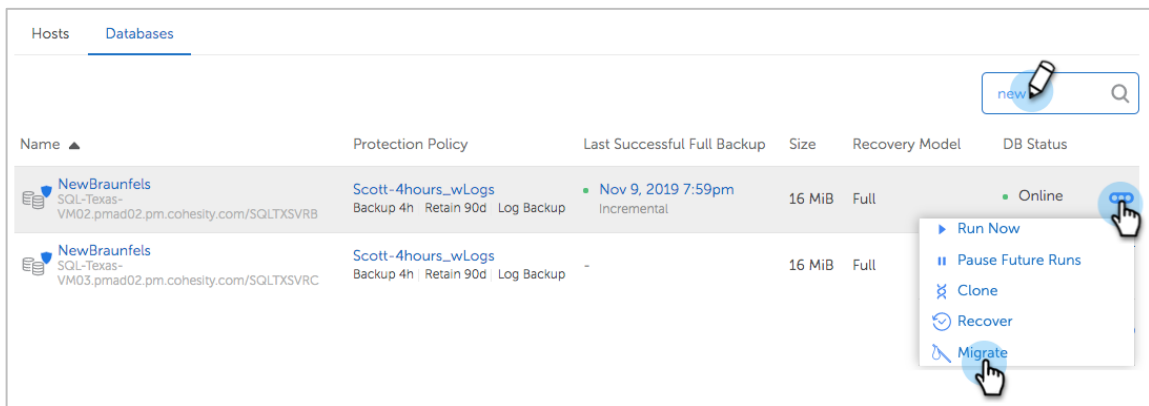 Hosts Databases
new
Name Protection Policy Last Successful Full Backup Size Recovery Model DB Status
NewBraunfels
SQL-Texas-
VM02.pmad02.pm.cohesity.com/SQLTXSVRB
Scott-4hours_wLogs
Backup 4h Retain 90d Log Backup
Nov 9, 2019 7:59pm
Incremental
16 MiB Full Online
Run Now
Pause Future Runs
Clone
Recover
Migrate
NewBraunfels
SQL-Texas-
VM03.pmad02.pm.cohesity.com/SQLTXSVRC
Scott-4hours_wLogs
Backup 4h Retain 90d Log Backup
-
16 MiB Full